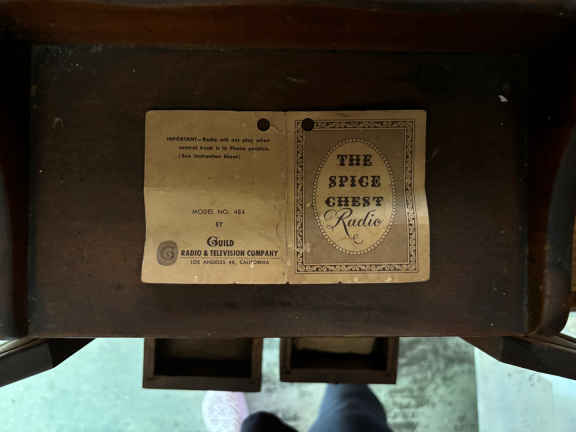 IMPORTANT—Radio will not play when
control knob is in Phono position.
(See Instruction Sheet)
MODEL NO. 484
BY
Guild
RADIO & TELEVISION COMPANY
LOS ANGELES 48, CALIFORNIA
THE
SPICE
CHEST
Radio